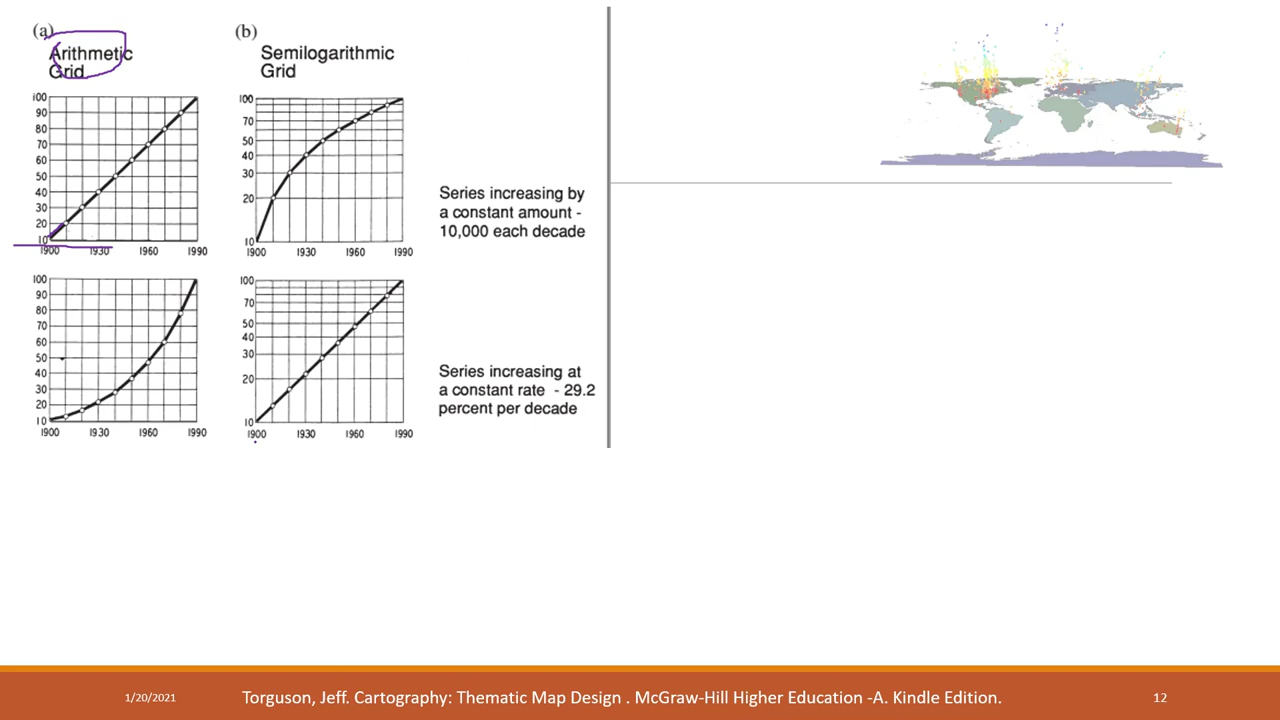 (a)
Arithmetic
Grid
(b)
Semilogarithmic
Grid
100
90
80
70
60
50
40
30
20
10
1900 1930 1960 1990
100
70
50
40
30
20
10
1900 1930 1960 1990
Series increasing by
a constant amount -
10,000 each decade
100
90
80
70
60
50
40
30
20
10
1900 1930 1960 1990
100
70
50
40
30
20
10
1900 1930 1960 1990
Series increasing at
a constant rate - 29.2
percent per decade
1/20/2021
Torguson, Jeff. Cartography: Thematic Map Design . McGraw-Hill Higher Education -A. Kindle Edition.
12